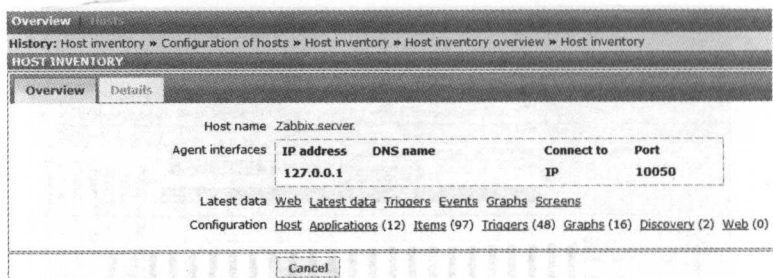 Overview Hosts
History: Host inventory » Configuration of hosts » Host inventory » Host inventory overview » Host inventory
HOST INVENTORY
Overview Details
Host name Zabbix server
Agent interfaces IP address DNS name Connect to Port
127.0.0.1 IP 10050
Latest data Web Latest data Triggers Events Graphs Screens
Configuration Host Applications (12) Items (97) Triggers (48) Graphs (16) Discovery (2) Web (0)
Cancel